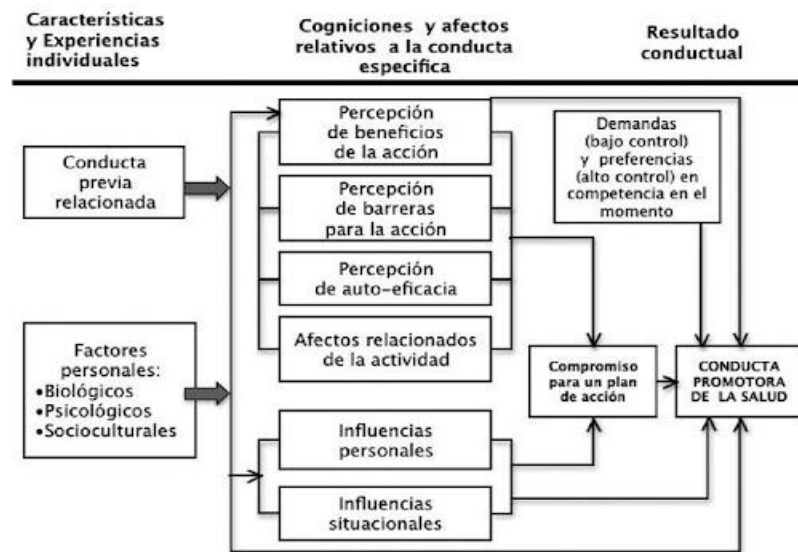 Características
y Experiencias
individuales
Cogniciones y afectos
relativos a la conducta
especifica
Resultado
conductual
Conducta
previa
relacionada
Factores
personales:
•Biológicos
•Psicológicos
•Socioculturales
Percepción
de beneficios
de la acción
Percepción
de barreras
para la acción
Percepción
de auto-eficacia
Afectos relacionados
de la actividad
Influencias
personales
Influencias
situacionales
Demandas
(bajo control)
y preferencias
(alto control) en
competencia en el
momento
Compromiso
para un plan
de acción
CONDUCTA
PROMOTORA
DE LA SALUD